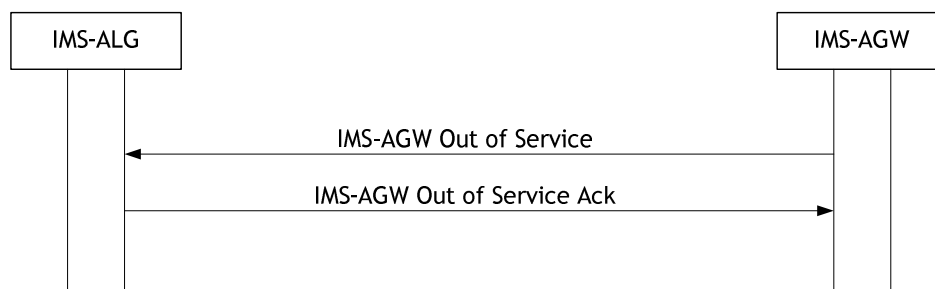 IMS-ALG
IMS-AGW
IMS-AGW Out of Service
IMS-AGW Out of Service Ack